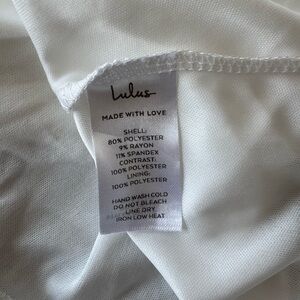 Lulus
MADE WITH LOVE
SHELL:
80% POLYESTER
9% RAYON
11% SPANDEX
CONTRAST:
100% POLYESTER
LINING:
100% POLYESTER
HAND WASH COLD
DO NOT BLEACH
LINE DRY
IRON LOW HEAT